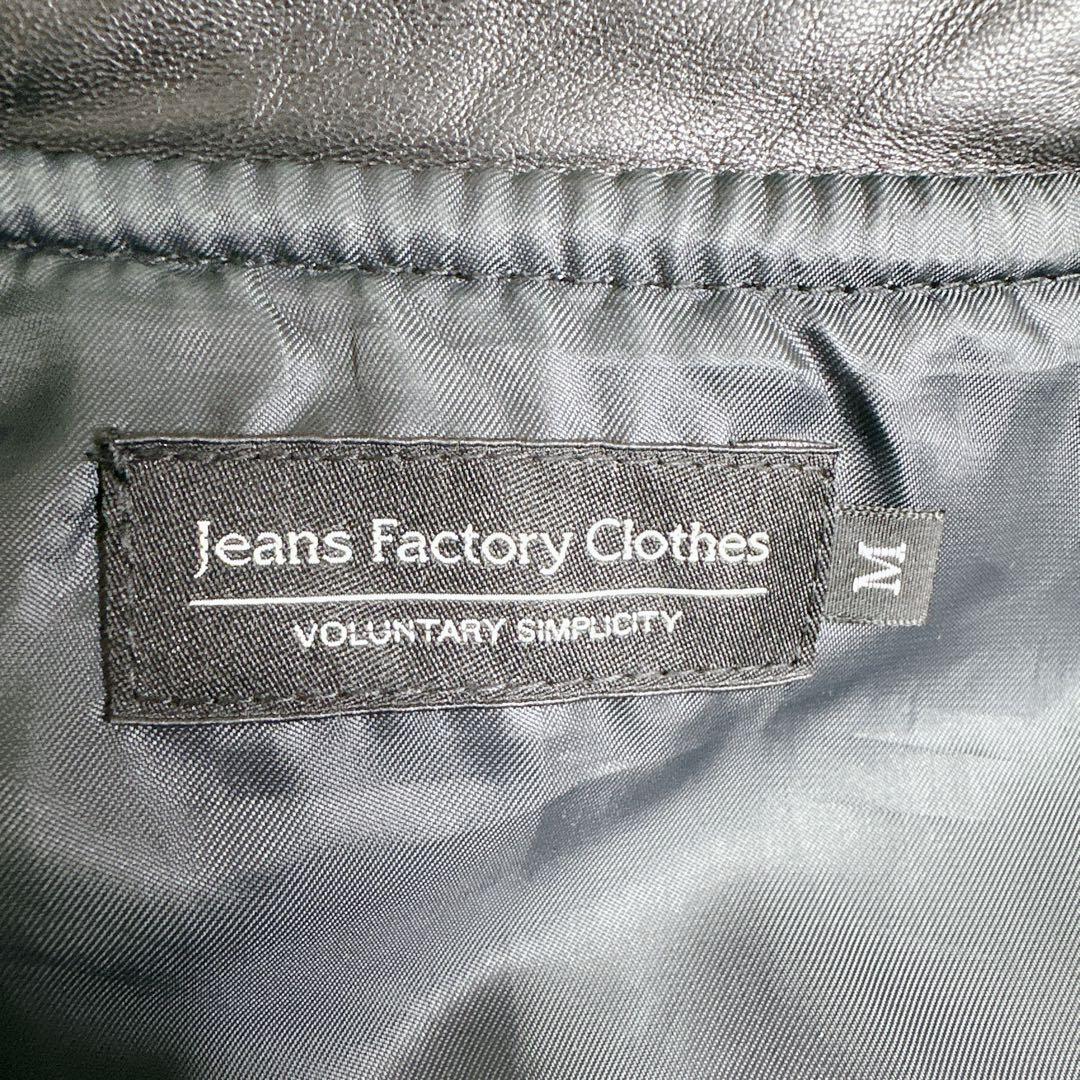 Jeans Factory Clothes
VOLUNTARY SIMPLICITY
M